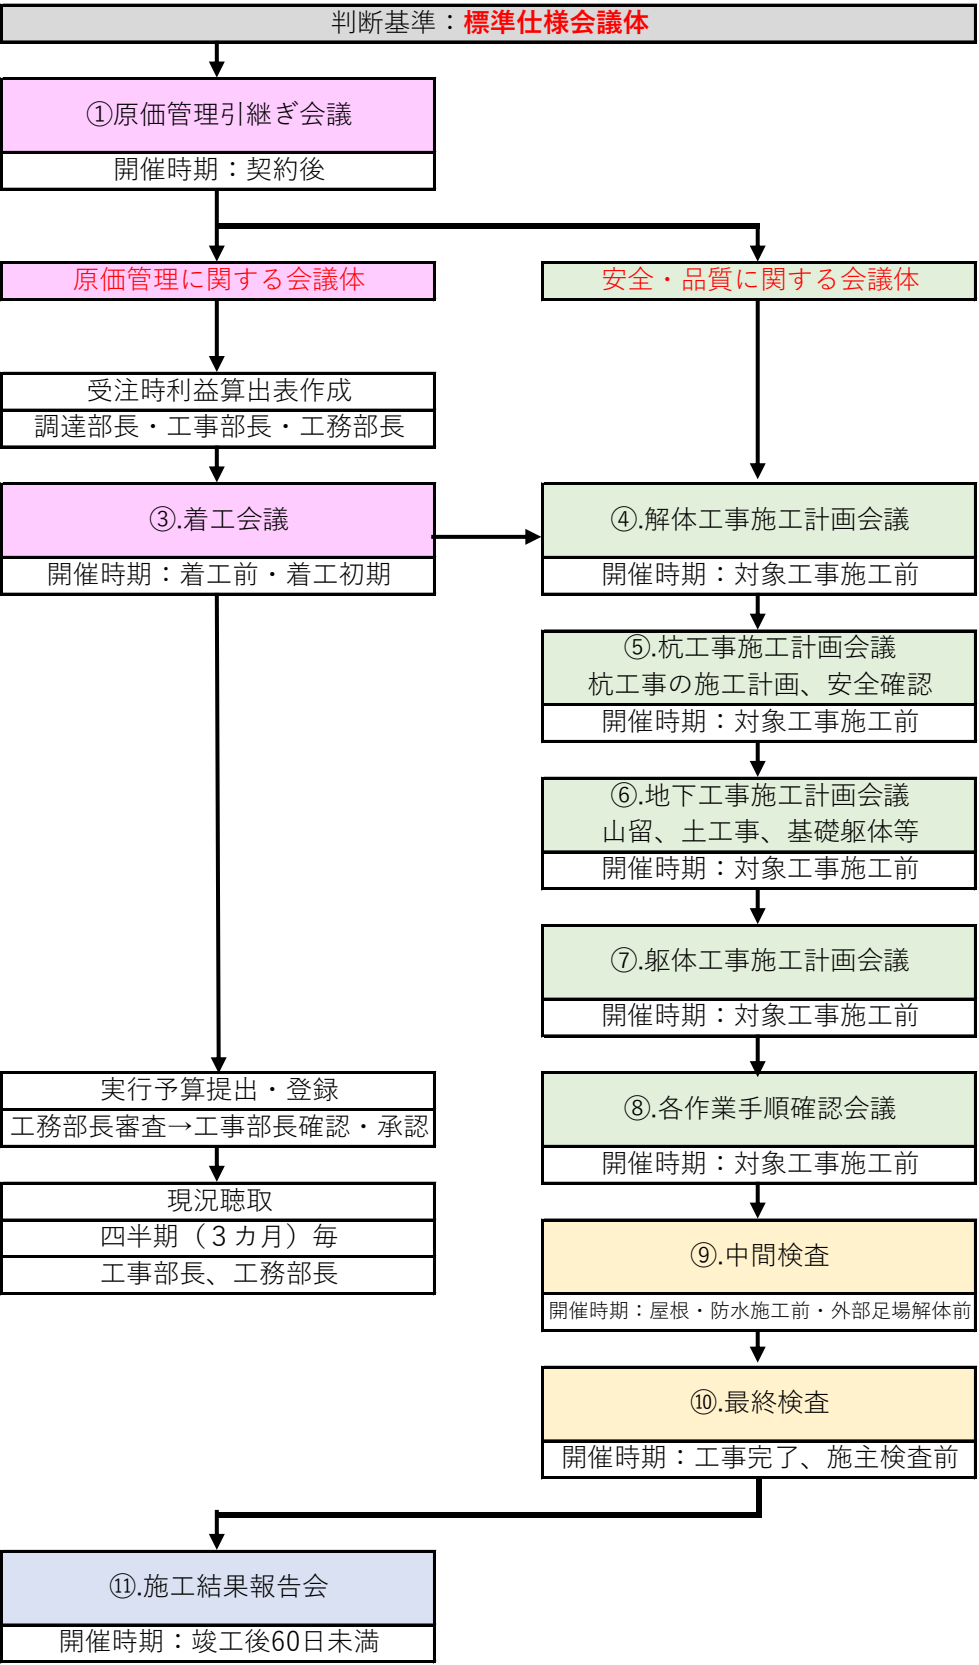 判断基準：標準仕様会議体
①原価管理引継ぎ会議
開催時期：契約後
原価管理に関する会議体
安全・品質に関する会議体
受注時利益算出表作成
調達部長・工事部長・工務部長
③.着工会議
開催時期：着工前・着工初期
④.解体工事施工計画会議
開催時期：対象工事施工前
⑤.杭工事施工計画会議
杭工事の施工計画、安全確認
開催時期：対象工事施工前
⑥.地下工事施工計画会議
山留、土工事、基礎躯体等
開催時期：対象工事施工前
⑦.躯体工事施工計画会議
開催時期：対象工事施工前
実行予算提出・登録
工務部長審査→工事部長確認・承認
現況聴取
四半期（３カ月）毎
工事部長、工務部長
⑧.各作業手順確認会議
開催時期：対象工事施工前
⑨.中間検査
開催時期：屋根・防水施工前・外部足場解体前
⑩.最終検査
開催時期：工事完了、施主検査前
⑪.施工結果報告会
開催時期：竣工後60日未満